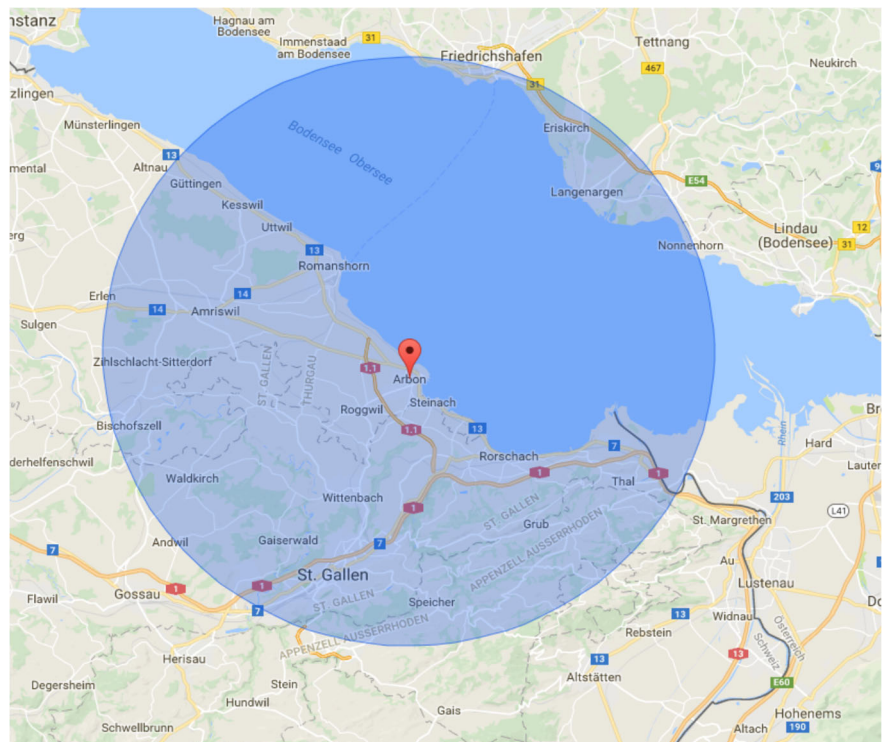 nstanz
Hagnau am
Bodensee
Immenstaad
am Bodensee
31
Friedrichshafen
Tettnang
467
Neukirch
zlingen
Münsterlingen
31
Eriskirch
Bodensee Obersee
mental
Altnau
13
Güttingen
Langenargen
E54
Kesswil
Uttwil
Lindau
(Bodensee)
12
31
erg
Nonnenhorn
13
Romanshorn
Erlen
14
14
Amriswil
Sulgen
Zihlschlacht-Sitterdorf
ST. GALLEN
THURGAU
1.1
Arbon
Steinach
Roggwil
Bischofszell
1.1
13
7
Rhein
Br
Hard
derhelfenschwil
Rorschach
Lauter
Waldkirch
1
Thal
1
Wittenbach
203
1
ST. GALLEN
Grub
St. Margrethen
L41
Andwil
Gaiserwald
7
7
APPENZELL AUSSERRHODEN
Au
St. Gallen
Lustenau
Flawil
Gossau
1
1
ST. GALLEN
Speicher
Do
7
13
Widnau
Rebstein
APPENZELL AUSSERRHODEN
Herisau
13
13
Schweiz
Österreich
Degersheim
Stein
Altstätten
E60
Hundwil
Gais
Hohenems
Schwellbrunn
Altach
190